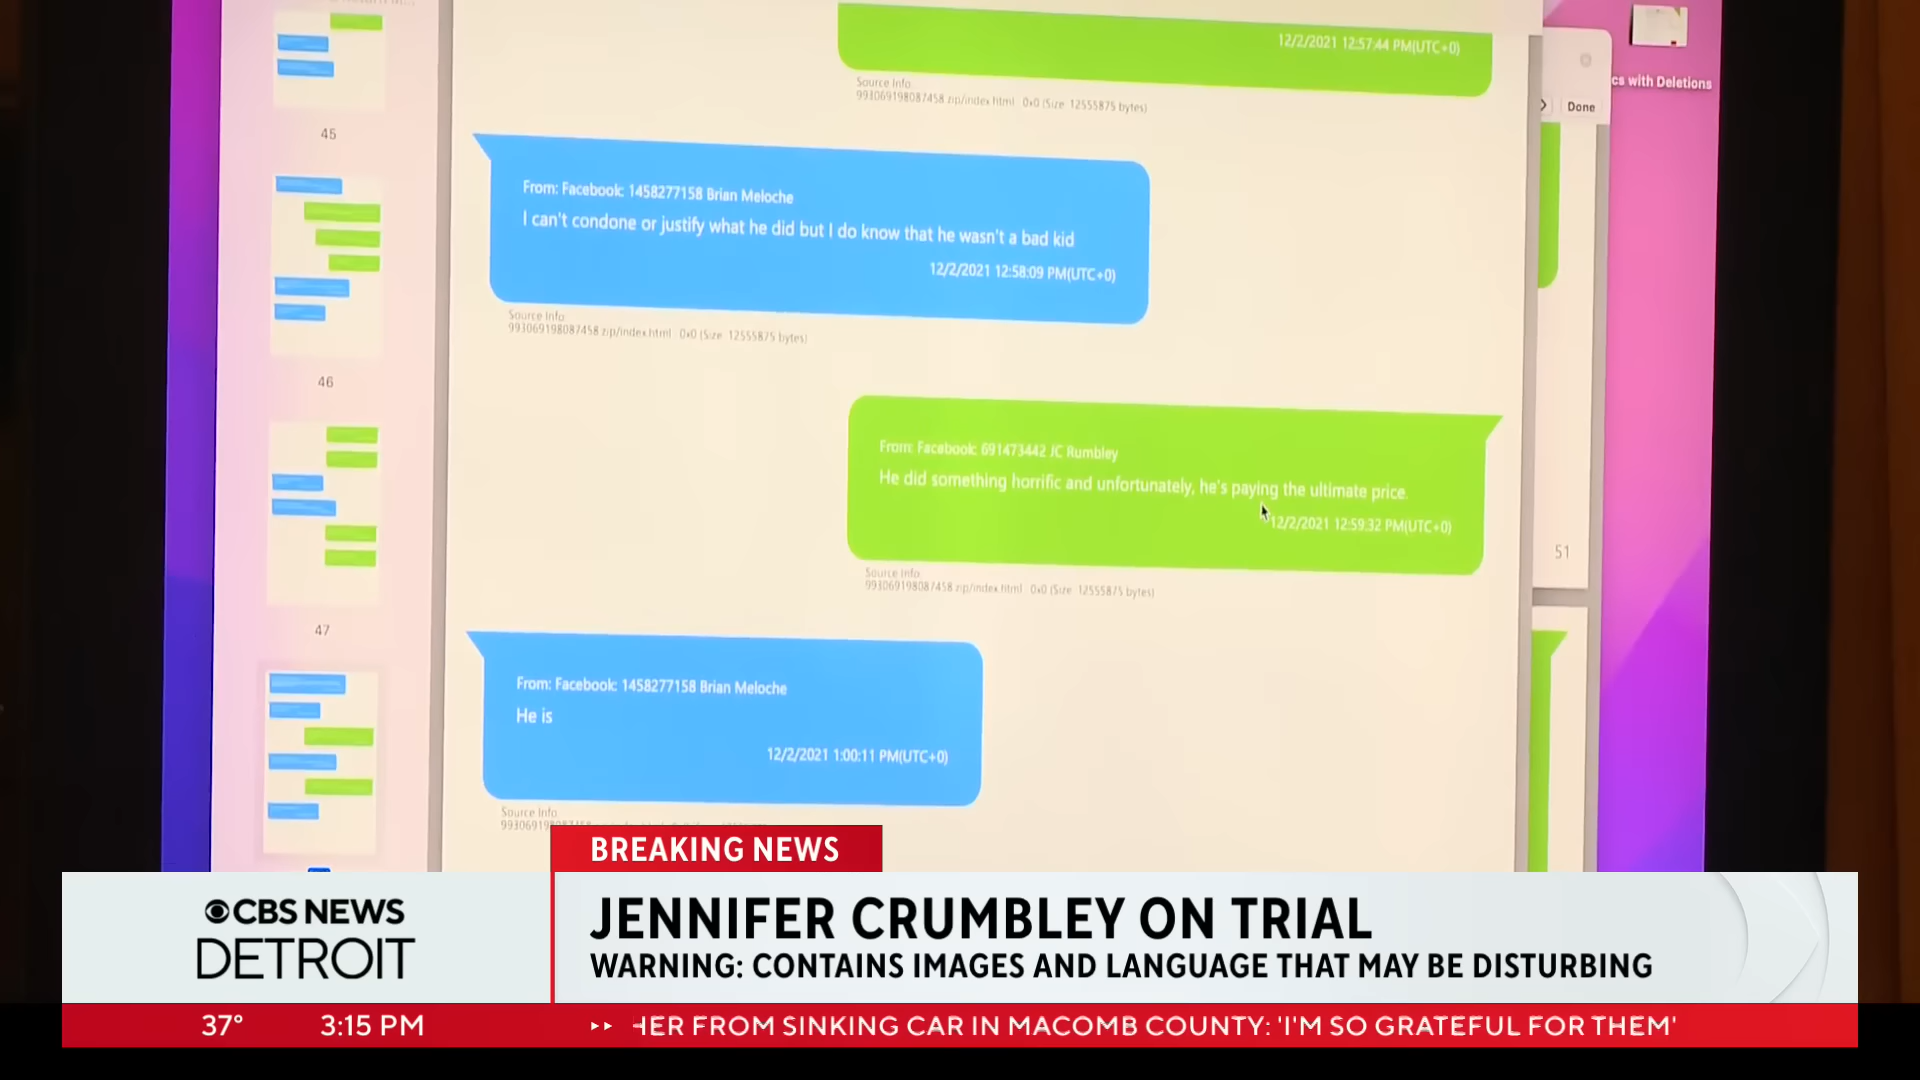 12/2/2021 12:57:44 PM(UTC+0)
Source Info
993069198087458.zip/index.html : 0x0 (Size: 12555875 bytes)
cs with Deletions
Done
45
From: Facebook: 1458277158 Brian Meloche
I can't condone or justify what he did but I do know that he wasn't a bad kid
12/2/2021 12:58:09 PM(UTC+0)
Source Info
993069198087458.zip/index.html : 0x0 (Size: 12555875 bytes)
46
From: Facebook: 691473442 JC Rumbley
He did something horrific and unfortunately, he's paying the ultimate price.
12/2/2021 12:59:32 PM(UTC+0)
51
Source Info
993069198087458.zip/index.html : 0x0 (Size: 12555875 bytes)
47
From: Facebook: 1458277158 Brian Meloche
He is
12/2/2021 1:00:11 PM(UTC+0)
Source Info
BREAKING NEWS
CBS NEWS
DETROIT
JENNIFER CRUMBLEY ON TRIAL
WARNING: CONTAINS IMAGES AND LANGUAGE THAT MAY BE DISTURBING
37° 3:15 PM
HER FROM SINKING CAR IN MACOMB COUNTY: 'I'M SO GRATEFUL FOR THEM'